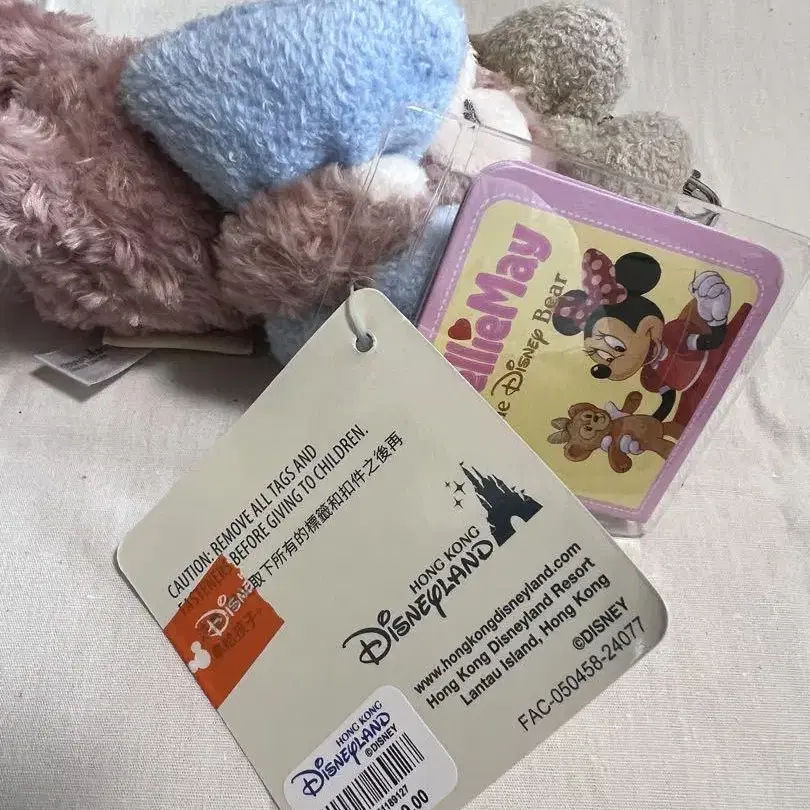 llieMay
Disney Bear
CAUTION: REMOVE ALL TAGS AND
BEFORE GIVING TO CHILDREN.
取下所有的標籤和扣件之後再
Disney
HONG KONG
DISNEYLAND
www.hongkongdisneyland.com
Hong Kong Disneyland Resort
Lantau Island, Hong Kong
©DISNEY
FAC-050458-24077
HONG KONG
DISNEYLAND
©DISNEY